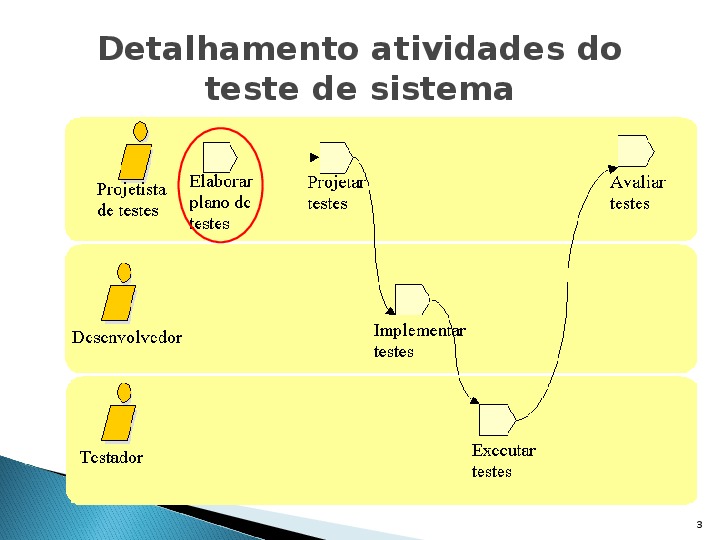 Detalhamento atividades do
teste de sistema
Projetista
de testes
Elaborar
plano de
testes
Projetar
testes
Avaliar
testes
Desenvolvedor
Implementar
testes
Testador
Executar
testes
3